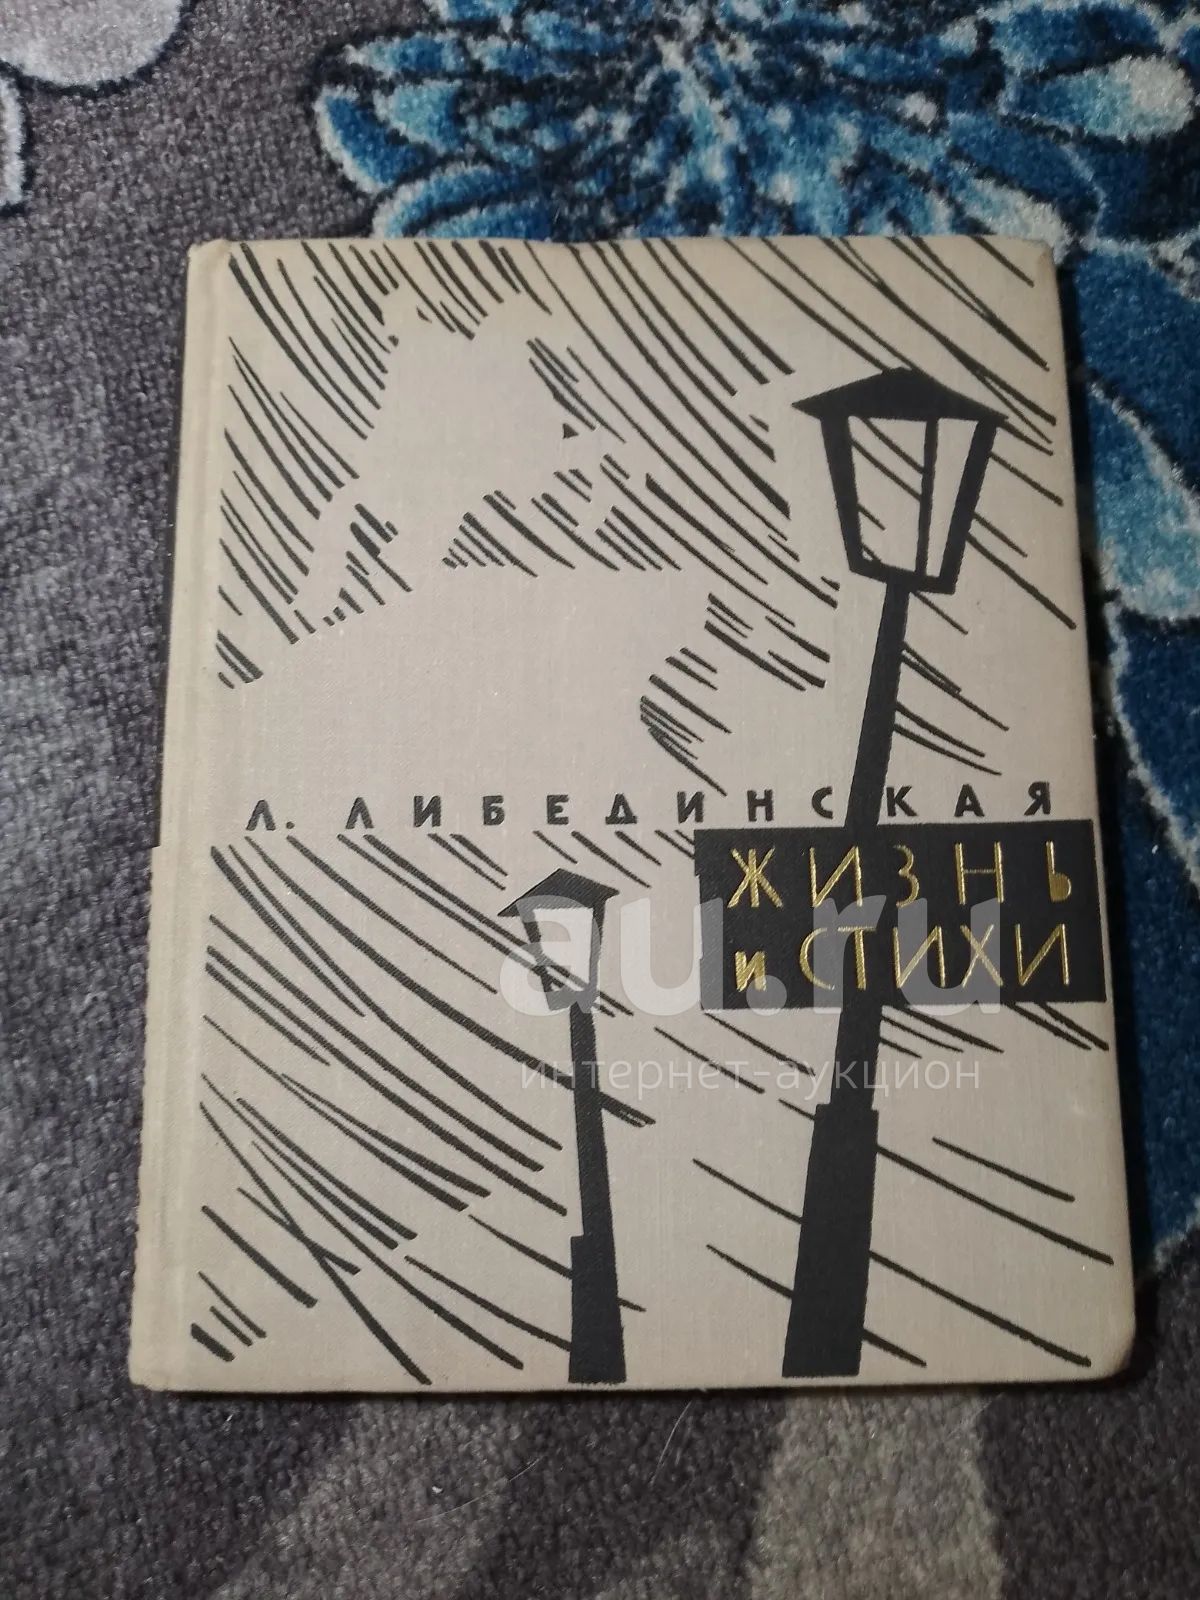 Л. ЛИБЕДИНСКАЯ
ЖИЗНЬ
и СТИХИ
au.ru
интернет-аукцион